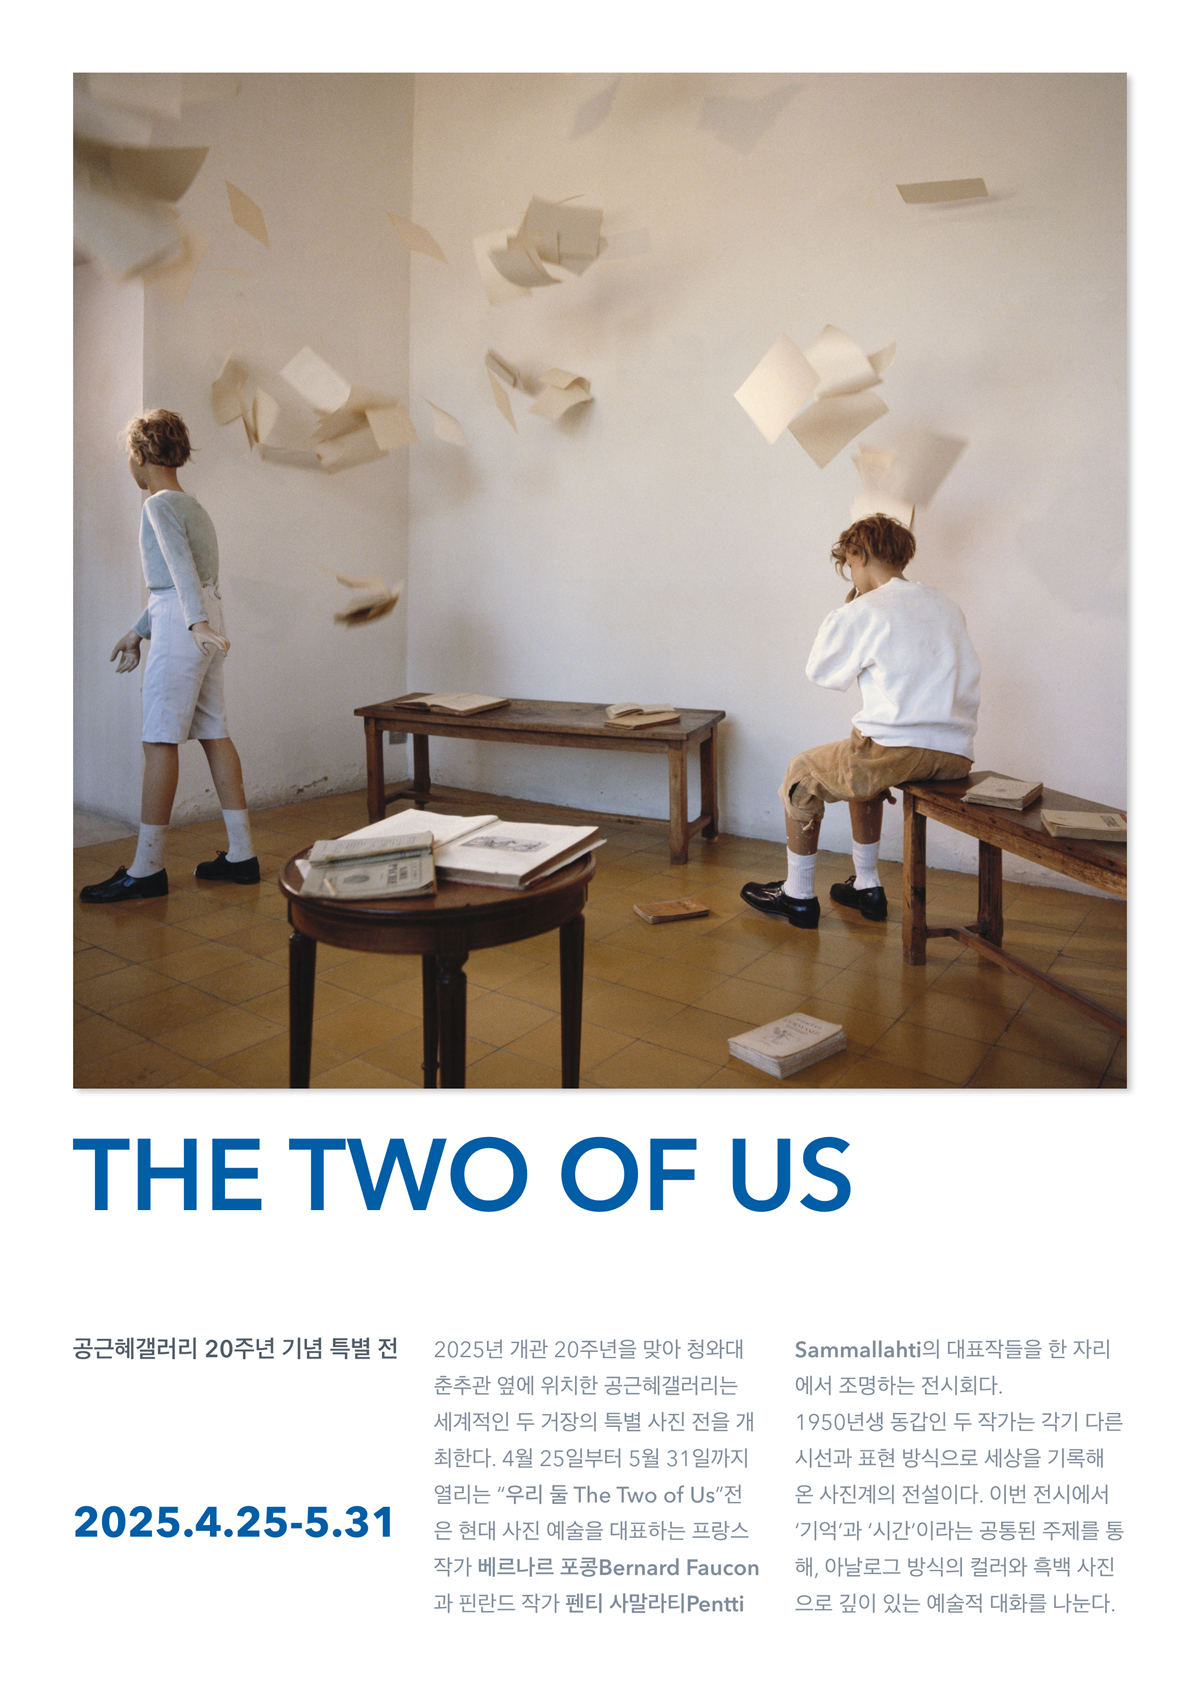 THE TWO OF US
공근혜갤러리 20주년 기념 특별 전
2025.4.25-5.31
2025년 개관 20주년을 맞아 청와대
춘추관 옆에 위치한 공근혜갤러리는
세계적인 두 거장의 특별 사진 전을 개
최한다. 4월 25일부터 5월 31일까지
열리는 “우리 둘 The Two of Us”전
은 현대 사진 예술을 대표하는 프랑스
작가 베르나르 포콩Bernard Faucon
과 핀란드 작가 펜티 사말라티Pentti
Sammallahti의 대표작들을 한 자리
에서 조명하는 전시회다.
1950년생 동갑인 두 작가는 각기 다른
시선과 표현 방식으로 세상을 기록해
온 사진계의 전설이다. 이번 전시에서
‘기억’과 ‘시간’이라는 공통된 주제를 통
해, 아날로그 방식의 컬러와 흑백 사진
으로 깊이 있는 예술적 대화를 나눈다.